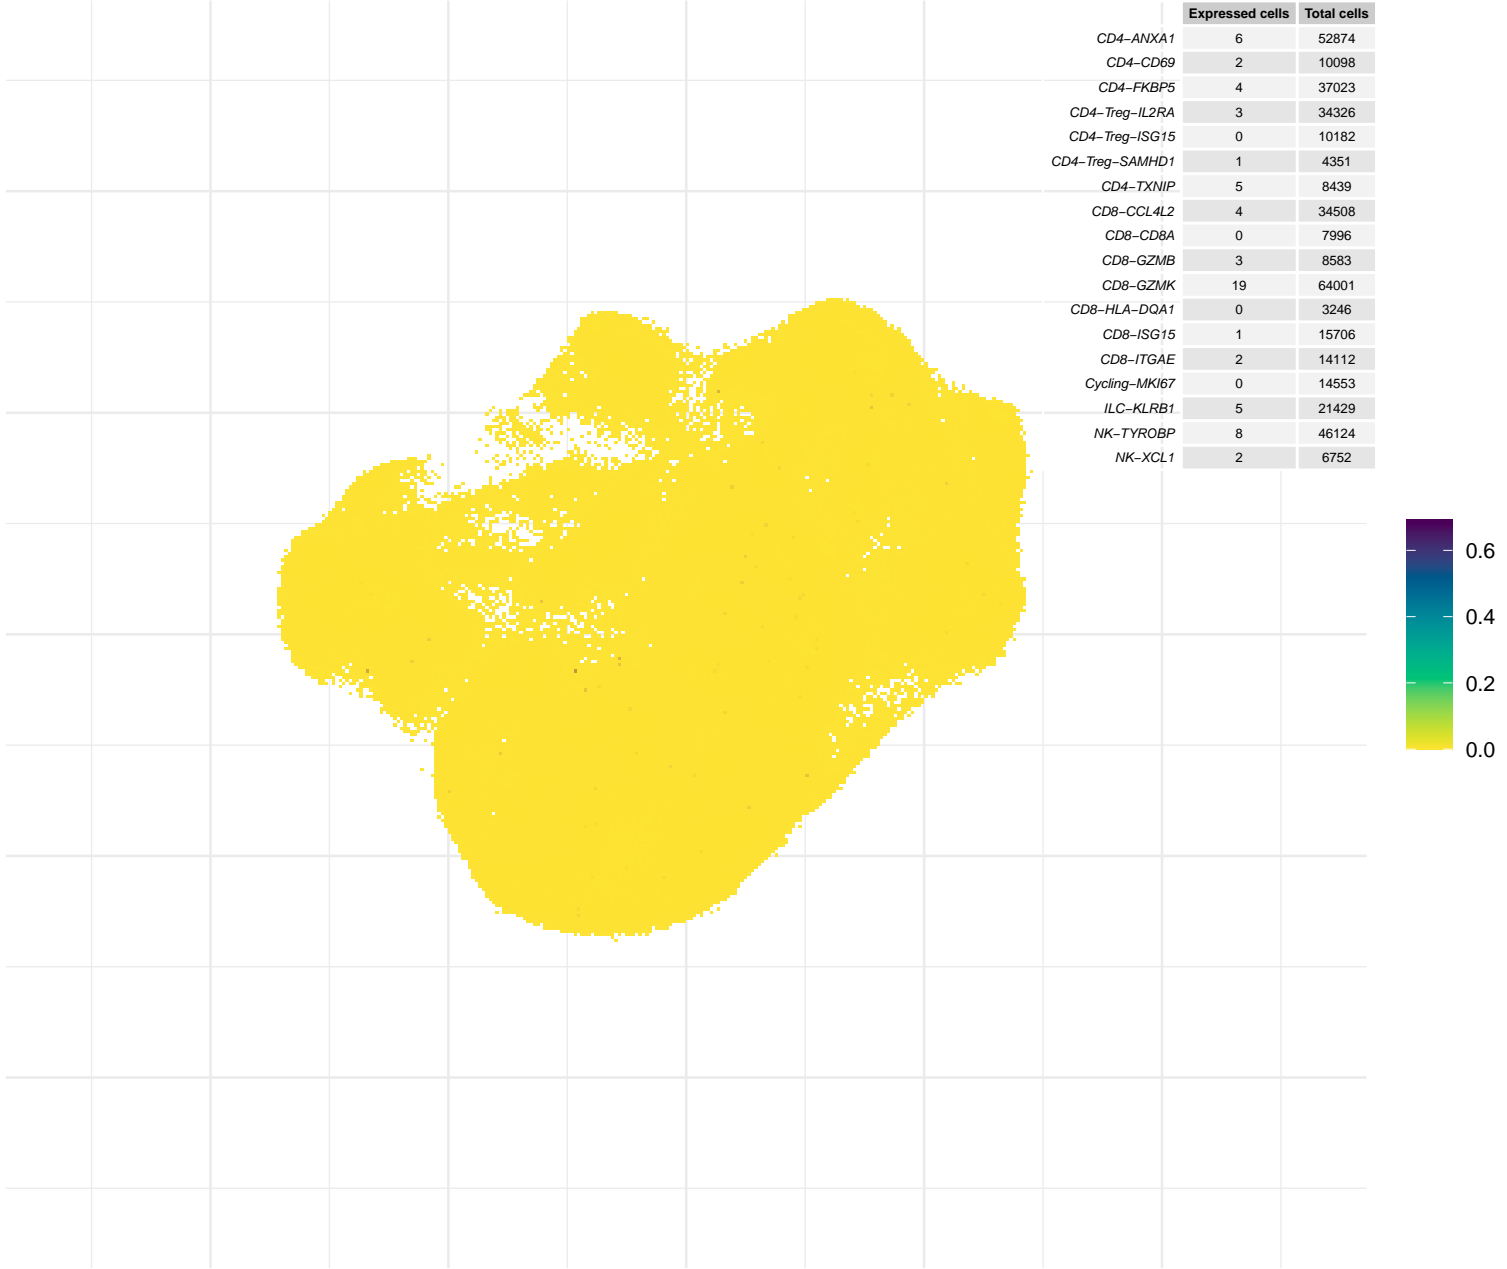 Expressed cells Total cells
CD4−ANXA1 6 52874
CD4−CD69 2 10098
CD4−FKBP5 4 37023
CD4−Treg−IL2RA 3 34326
CD4−Treg−ISG15 0 10182
CD4−Treg−SAMHD1 1 4351
CD4−TXNIP 5 8439
CD8−CCL4L2 4 34508
CD8−CD8A 0 7996
CD8−GZMB 3 8583
CD8−GZMK 19 64001
CD8−HLA−DQA1 0 3246
CD8−ISG15 1 15706
CD8−ITGAE 2 14112
Cycling−MKI67 0 14553
ILC−KLRB1 5 21429
NK−TYROBP 8 46124
NK−XCL1 2 6752
0.6
0.4
0.2
0.0